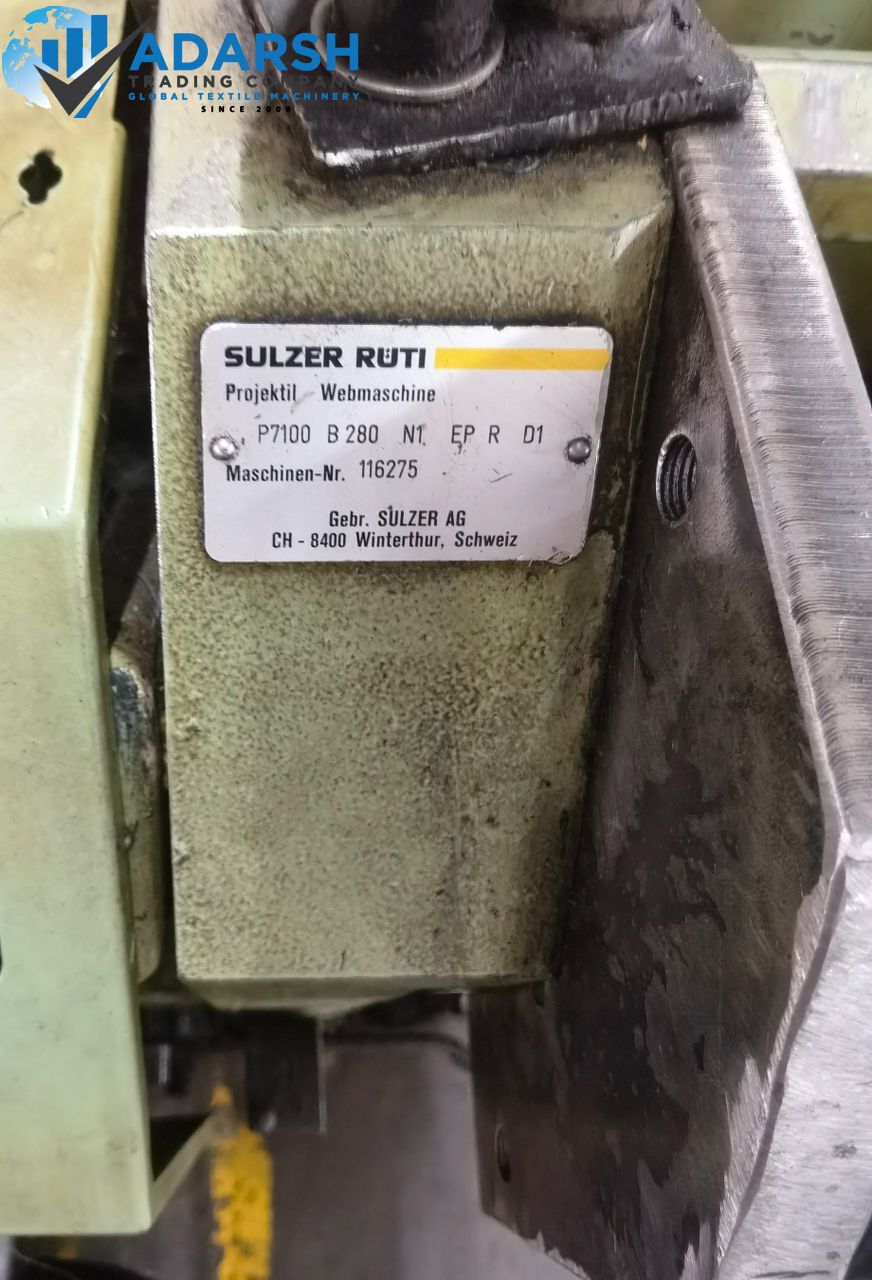 ADARSH
TRADING COMPANY
GLOBAL TEXTILE MACHINERY
SINCE 2009
SULZER RÜTI
Projektil Webmaschine
P7100 B 280 N1 EP R D1
Maschinen-Nr. 116275
Gebr. SULZER AG
CH - 8400 Winterthur, Schweiz